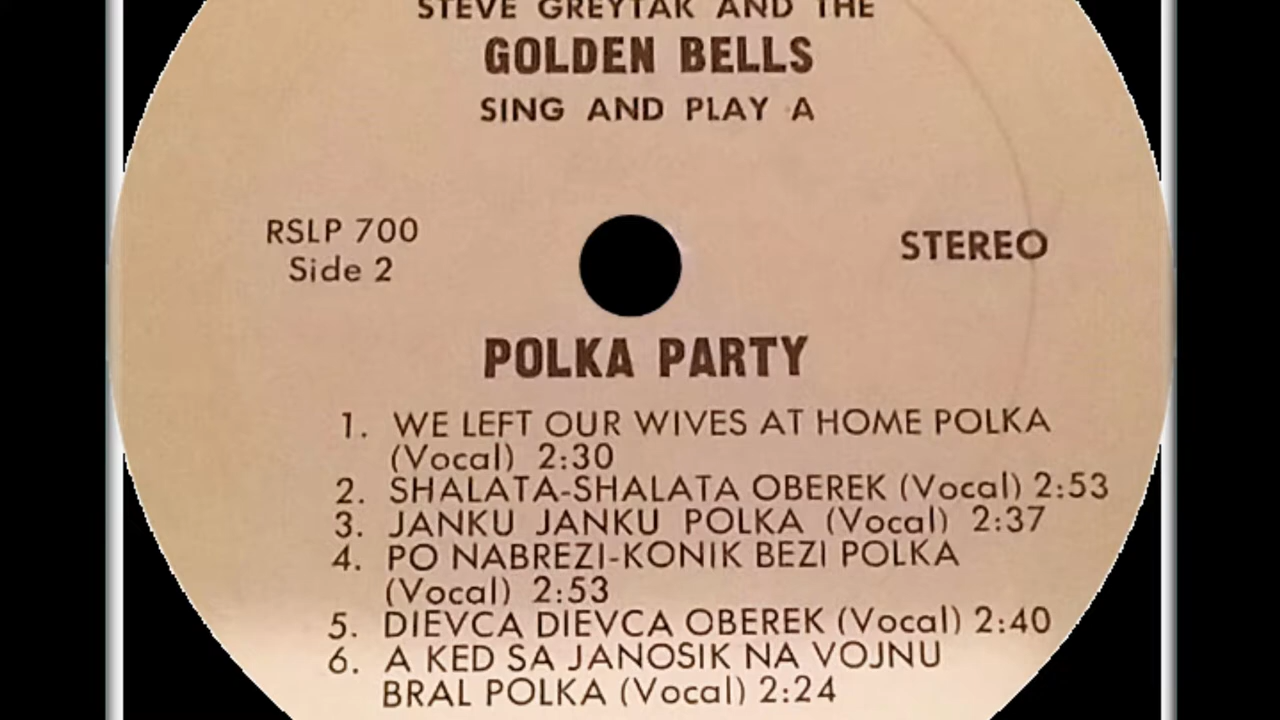 STEVE GREYTAK AND THE
GOLDEN BELLS
SING AND PLAY A
RSLP 700
Side 2
STEREO
POLKA PARTY
1. WE LEFT OUR WIVES AT HOME POLKA
(Vocal) 2:30
2. SHALATA-SHALATA OBEREK (Vocal) 2:53
3. JANKU JANKU POLKA (Vocal) 2:37
4. PO NABREZI-KONIK BEZI POLKA
(Vocal) 2:53
5. DIEVCA DIEVCA OBEREK (Vocal) 2:40
6. A KED SA JANOSIK NA VOJNU
BRAL POLKA (Vocal) 2:24